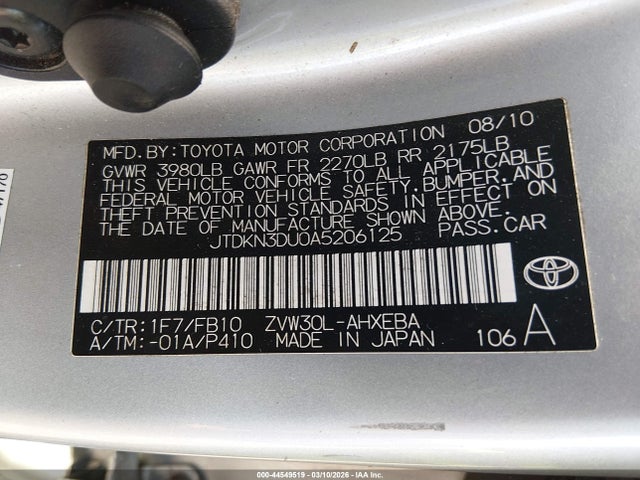 MFD.BY:TOYOTA MOTOR CORPORATION 08/10
GVWR 3980LB GAWR FR 2270LB RR 2175LB
THIS VEHICLE CONFORMS TO ALL APPLICABLE
FEDERAL MOTOR VEHICLE SAFETY,BUMPER,AND
THEFT PREVENTION STANDARDS IN EFFECT ON
THE DATE OF MANUFACTURE SHOWN ABOVE.
JTDKN3DU0A5206125 PASS.CAR
C/TR:1F7/FB10 ZVW30L-AHXEBA
A/TM:-01A/P410 MADE IN JAPAN 106 A
000-44549519 - 03/10/2026 - IAAI, Inc.